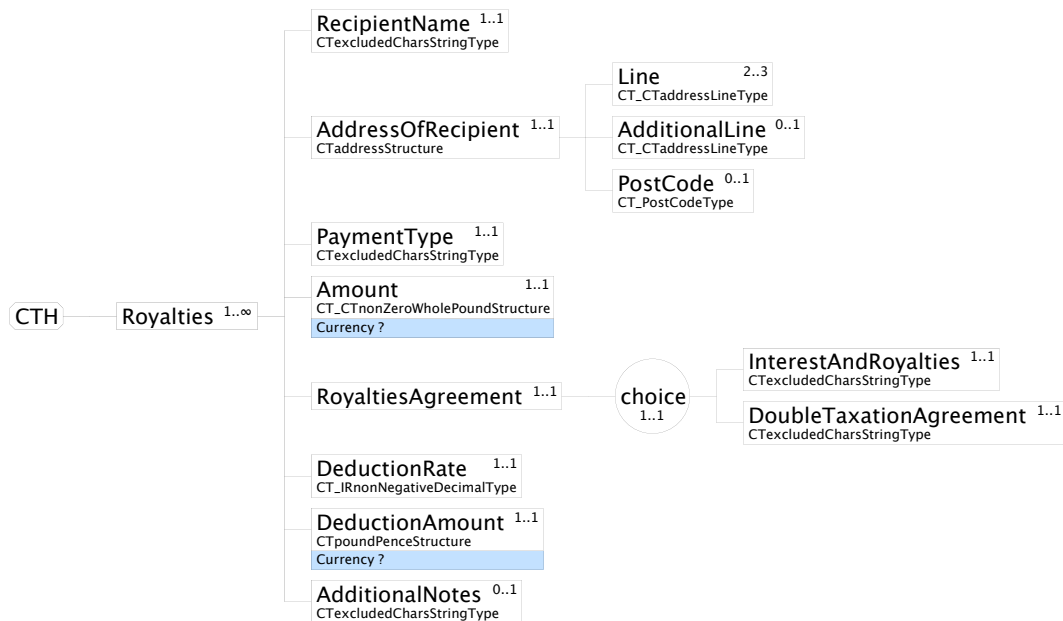 RecipientName 1..1
CTexcludedCharsStringType
Line 2..3
CT_CTaddressLineType
AddressOfRecipient 1..1
CTaddressStructure
AdditionalLine 0..1
CT_CTaddressLineType
PostCode 0..1
CT_PostCodeType
PaymentType 1..1
CTexcludedCharsStringType
Amount 1..1
CT_CTnonZeroWholePoundStructure
Currency ?
CTH
Royalties 1..∞
RoyaltiesAgreement 1..1
choice
1..1
InterestAndRoyalties 1..1
CTexcludedCharsStringType
DoubleTaxationAgreement 1..1
CTexcludedCharsStringType
DeductionRate 1..1
CT_IRnonNegativeDecimalType
DeductionAmount 1..1
CTpoundPenceStructure
Currency ?
AdditionalNotes 0..1
CTexcludedCharsStringType